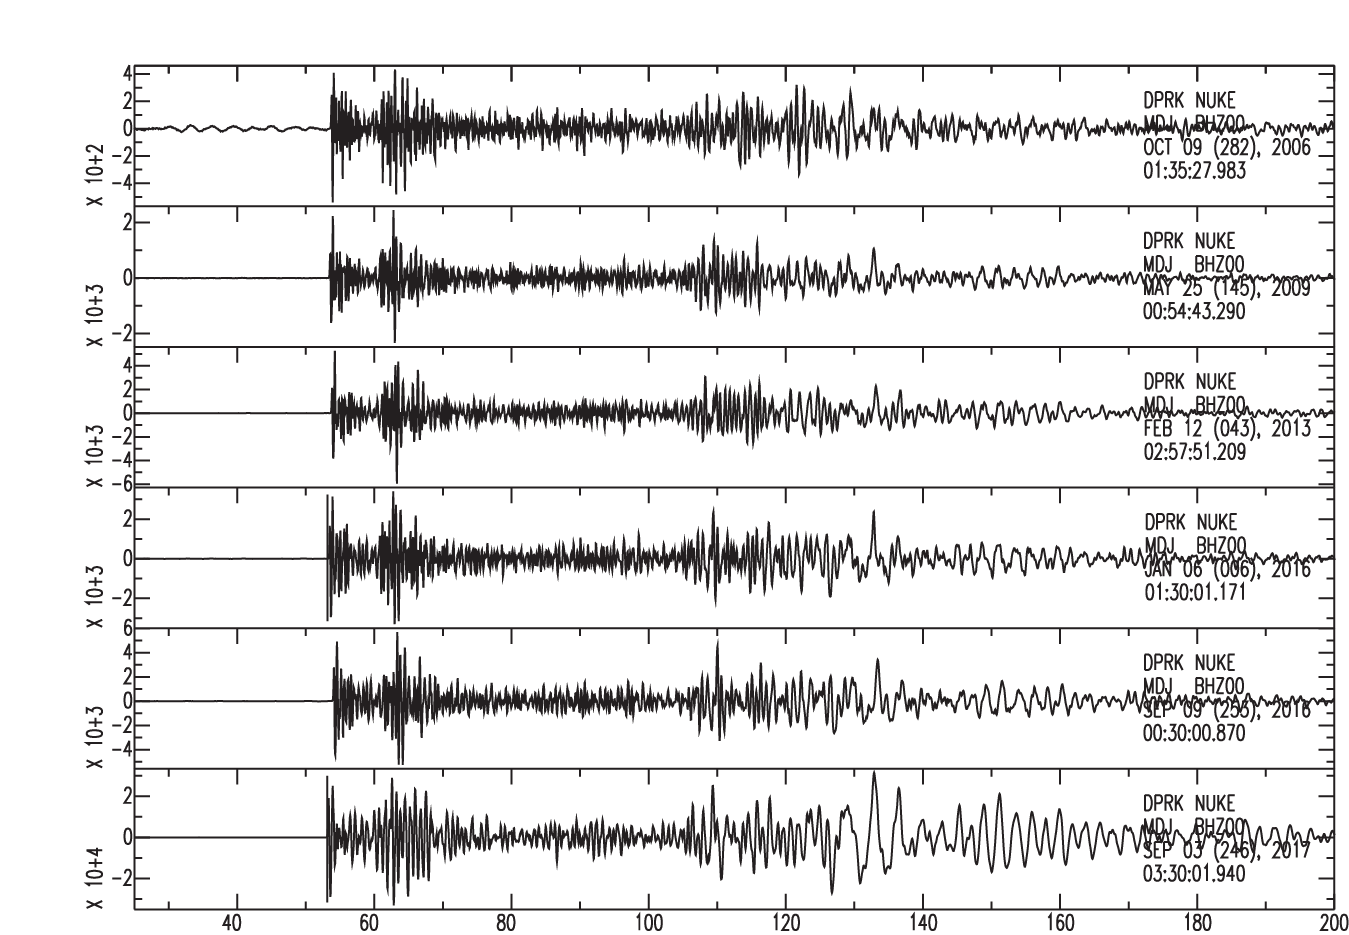 4
2
0
-2
-4
X 10+2
DPRK NUKE
MDJ BHZ00
OCT 09 (282), 2006
01:35:27.983
2
0
-2
X 10+3
DPRK NUKE
MDJ BHZ00
MAY 25 (145), 2009
00:54:43.290
4
2
0
-2
-4
-6
X 10+3
DPRK NUKE
MDJ BHZ00
FEB 12 (043), 2013
02:57:51.209
2
0
-2
X 10+3
DPRK NUKE
MDJ BHZ00
JAN 06 (006), 2016
01:30:01.171
6
4
2
0
-2
-4
X 10+3
DPRK NUKE
MDJ BHZ00
SEP 09 (253), 2016
00:30:00.870
2
0
-2
X 10+4
DPRK NUKE
MDJ BHZ00
SEP 03 (246), 2017
03:30:01.940
40 60 80 100 120 140 160 180 200